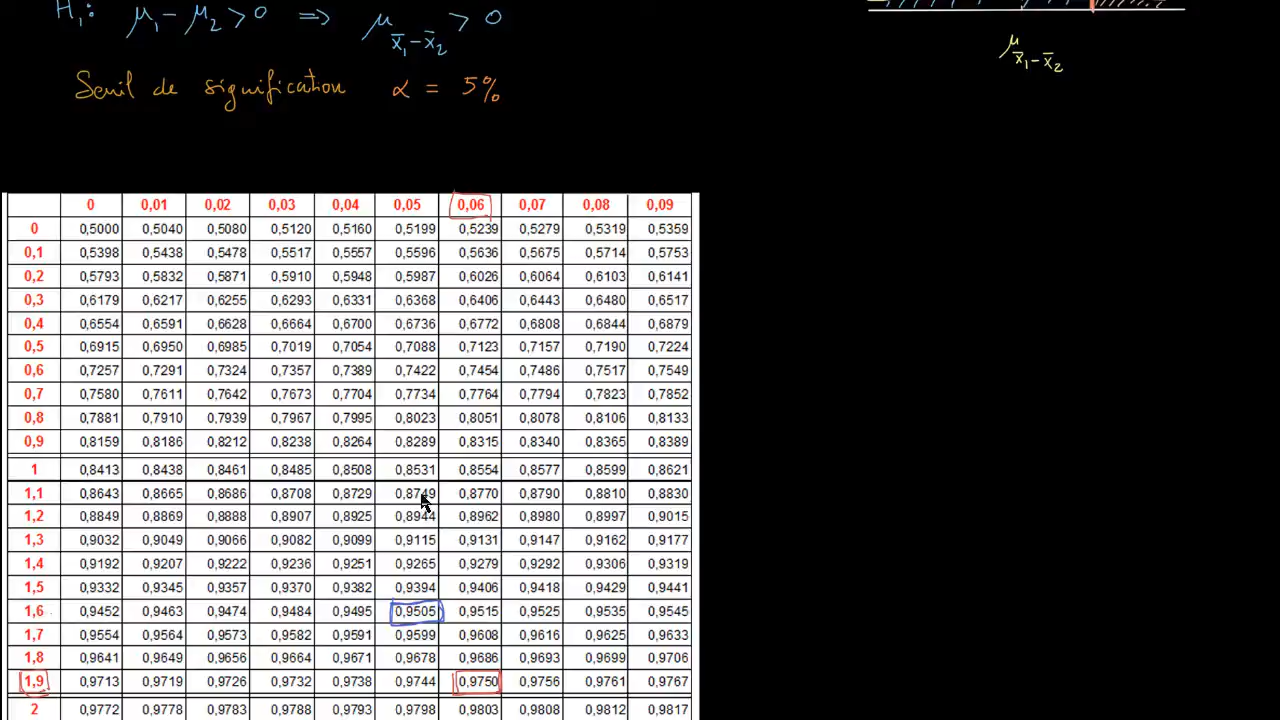 H₁: μ₁ - μ₂ > 0 ⇒ μ x̄₁ - x̄₂ > 0
μ x̄₁ - x̄₂
Seuil de signification α = 5%
0 0,01 0,02 0,03 0,04 0,05 0,06 0,07 0,08 0,09
0 0,5000 0,5040 0,5080 0,5120 0,5160 0,5199 0,5239 0,5279 0,5319 0,5359
0,1 0,5398 0,5438 0,5478 0,5517 0,5557 0,5596 0,5636 0,5675 0,5714 0,5753
0,2 0,5793 0,5832 0,5871 0,5910 0,5948 0,5987 0,6026 0,6064 0,6103 0,6141
0,3 0,6179 0,6217 0,6255 0,6293 0,6331 0,6368 0,6406 0,6443 0,6480 0,6517
0,4 0,6554 0,6591 0,6628 0,6664 0,6700 0,6736 0,6772 0,6808 0,6844 0,6879
0,5 0,6915 0,6950 0,6985 0,7019 0,7054 0,7088 0,7123 0,7157 0,7190 0,7224
0,6 0,7257 0,7291 0,7324 0,7357 0,7389 0,7422 0,7454 0,7486 0,7517 0,7549
0,7 0,7580 0,7611 0,7642 0,7673 0,7704 0,7734 0,7764 0,7794 0,7823 0,7852
0,8 0,7881 0,7910 0,7939 0,7967 0,7995 0,8023 0,8051 0,8078 0,8106 0,8133
0,9 0,8159 0,8186 0,8212 0,8238 0,8264 0,8289 0,8315 0,8340 0,8365 0,8389
1 0,8413 0,8438 0,8461 0,8485 0,8508 0,8531 0,8554 0,8577 0,8599 0,8621
1,1 0,8643 0,8665 0,8686 0,8708 0,8729 0,8749 0,8770 0,8790 0,8810 0,8830
1,2 0,8849 0,8869 0,8888 0,8907 0,8925 0,8944 0,8962 0,8980 0,8997 0,9015
1,3 0,9032 0,9049 0,9066 0,9082 0,9099 0,9115 0,9131 0,9147 0,9162 0,9177
1,4 0,9192 0,9207 0,9222 0,9236 0,9251 0,9265 0,9279 0,9292 0,9306 0,9319
1,5 0,9332 0,9345 0,9357 0,9370 0,9382 0,9394 0,9406 0,9418 0,9429 0,9441
1,6 0,9452 0,9463 0,9474 0,9484 0,9495 0,9505 0,9515 0,9525 0,9535 0,9545
1,7 0,9554 0,9564 0,9573 0,9582 0,9591 0,9599 0,9608 0,9616 0,9625 0,9633
1,8 0,9641 0,9649 0,9656 0,9664 0,9671 0,9678 0,9686 0,9693 0,9699 0,9706
1,9 0,9713 0,9719 0,9726 0,9732 0,9738 0,9744 0,9750 0,9756 0,9761 0,9767
2 0,9772 0,9778 0,9783 0,9788 0,9793 0,9798 0,9803 0,9808 0,9812 0,9817